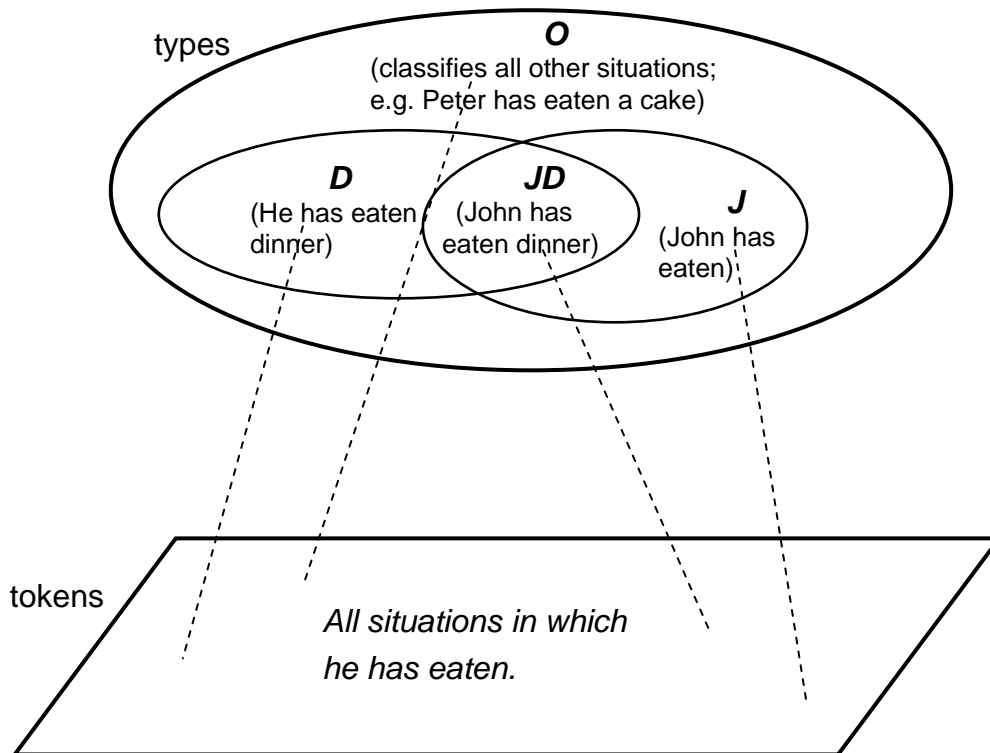 types
O
(classifies all other situations;
e.g. Peter has eaten a cake)
D
(He has eaten
dinner)
JD
(John has
eaten dinner)
J
(John has
eaten)
tokens
All situations in which
he has eaten.